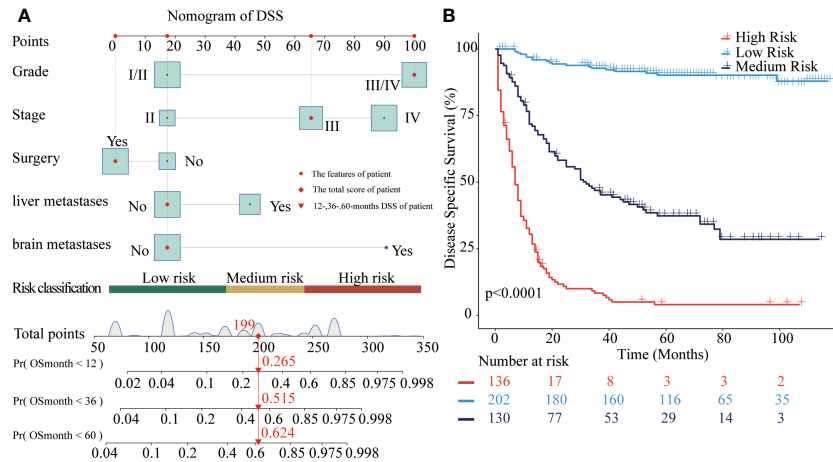 A
Nomogram of DSS
Points
0 10 20 30 40 50 60 70 80 90 100
Grade
I/II
III/IV
Stage
II
III
IV
Surgery
Yes
No
The features of patient
The total score of patient
12-,36-.60-months DSS of patient
liver metastases
No
Yes
brain metastases
No
Yes
Risk classification
Low risk
Medium risk
High risk
Total points
199
50 100 150 200 250 300 350
Pr( OSmonth < 12 )
0.265
0.02 0.04 0.1 0.2 0.4 0.6 0.85 0.975 0.998
Pr( OSmonth < 36 )
0.515
0.04 0.1 0.2 0.4 0.6 0.85 0.975 0.998
Pr( OSmonth < 60 )
0.624
0.04 0.1 0.2 0.4 0.6 0.85 0.975 0.998
B
High Risk
Low Risk
Medium Risk
Disease Specific Survival (%)
100
75
50
25
0
p<0.0001
0 20 40 60 80 100
Time (Months)
Number at risk
136 17 8 3 3 2
202 180 160 116 65 35
130 77 53 29 14 3